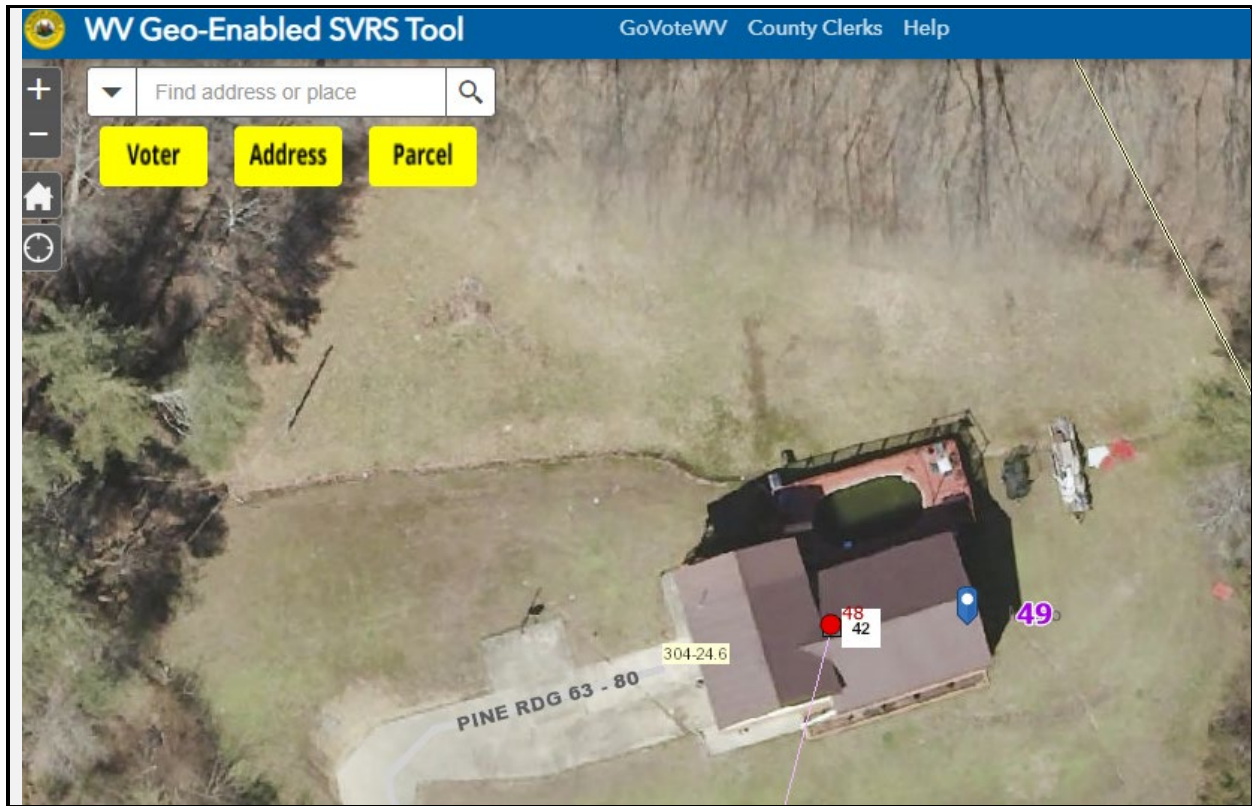 WV Geo-Enabled SVRS Tool
GoVoteWV County Clerks Help
Find address or place
Voter Address Parcel
48
42
49
304-24.6
PINE RDG 63 - 80